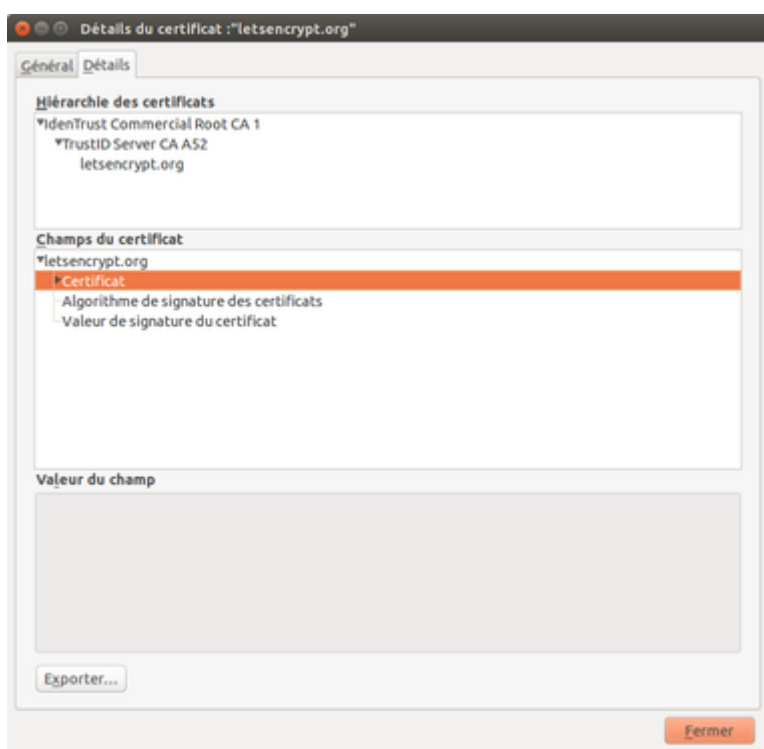 Détails du certificat :"letsencrypt.org"
Général Détails
Hiérarchie des certificats
IdenTrust Commercial Root CA 1
TrustID Server CA A52
letsencrypt.org
Champs du certificat
letsencrypt.org
Certificat
Algorithme de signature des certificats
Valeur de signature du certificat
Valeur du champ
Exporter...
Fermer